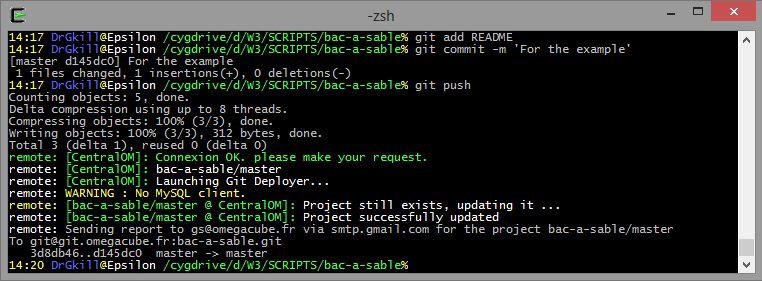 -zsh
14:17 DrGkill@Epsilon /cygdrive/d/W3/SCRIPTS/bac-a-sable% git add README
14:17 DrGkill@Epsilon /cygdrive/d/W3/SCRIPTS/bac-a-sable% git commit -m 'For the example'
[master d145dc0] For the example
 1 files changed, 1 insertions(+), 0 deletions(-)
14:17 DrGkill@Epsilon /cygdrive/d/W3/SCRIPTS/bac-a-sable% git push
Counting objects: 5, done.
Delta compression using up to 8 threads.
Compressing objects: 100% (3/3), done.
Writing objects: 100% (3/3), 312 bytes, done.
Total 3 (delta 1), reused 0 (delta 0)
remote: [CentralOM]: Connexion OK. please make your request.
remote: [CentralOM]: bac-a-sable/master
remote: [CentralOM]: Launching Git Deployer...
remote: WARNING : No MySQL client.
remote: [bac-a-sable/master @ CentralOM]: Project still exists, updating it ...
remote: [bac-a-sable/master @ CentralOM]: Project successfully updated
remote: Sending report to gs@omegacube.fr via smtp.gmail.com for the project bac-a-sable/master
To git@git.omegacube.fr:bac-a-sable.git
   3d8db46..d145dc0  master -> master
14:20 DrGkill@Epsilon /cygdrive/d/W3/SCRIPTS/bac-a-sable%